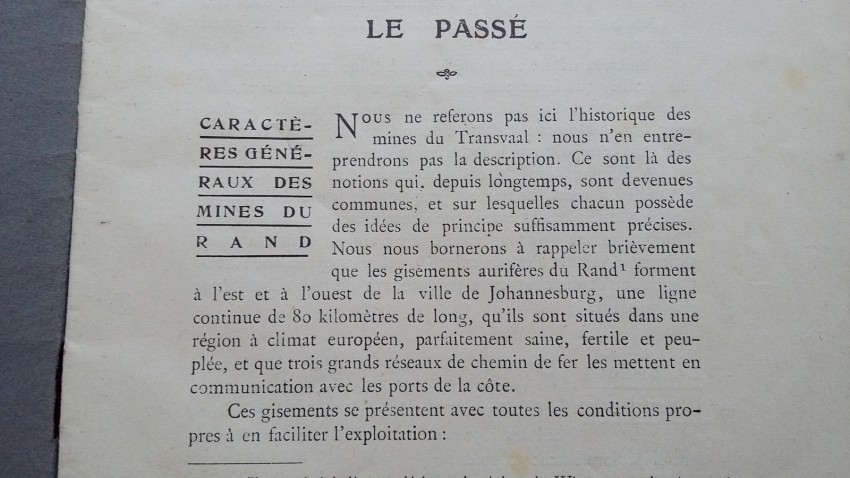 LE PASSÉ
CARACTÈ-
RES GÉNÉ-
RAUX DES
MINES DU
RAND
NOUS ne referons pas ici l'historique des
mines du Transvaal : nous n'en entre-
prendrons pas la description. Ce sont là des
notions qui, depuis longtemps, sont devenues
communes, et sur lesquelles chacun possède
des idées de principe suffisamment précises.
Nous nous bornerons à rappeler brièvement
que les gisements aurifères du Rand¹ forment
à l'est et à l'ouest de la ville de Johannesburg, une ligne
continue de 80 kilomètres de long, qu'ils sont situés dans une
région à climat européen, parfaitement saine, fertile et peu-
plée, et que trois grands réseaux de chemin de fer les mettent en
communication avec les ports de la côte.
Ces gisements se présentent avec toutes les conditions pro-
pres à en faciliter l'exploitation :